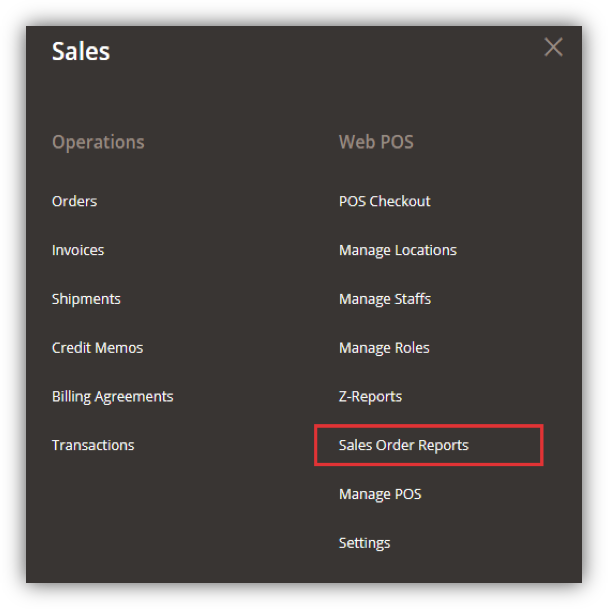 Sales
Operations
Orders
Invoices
Shipments
Credit Memos
Billing Agreements
Transactions
Web POS
POS Checkout
Manage Locations
Manage Staffs
Manage Roles
Z-Reports
Sales Order Reports
Manage POS
Settings